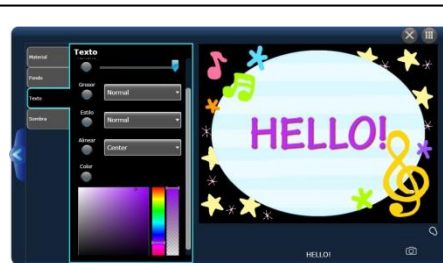 Material
Fondo
Texto
Sombra
Texto
Grosor
Normal
Estilo
Normal
Alinear
Center
Color
HELLO!
HELLO!